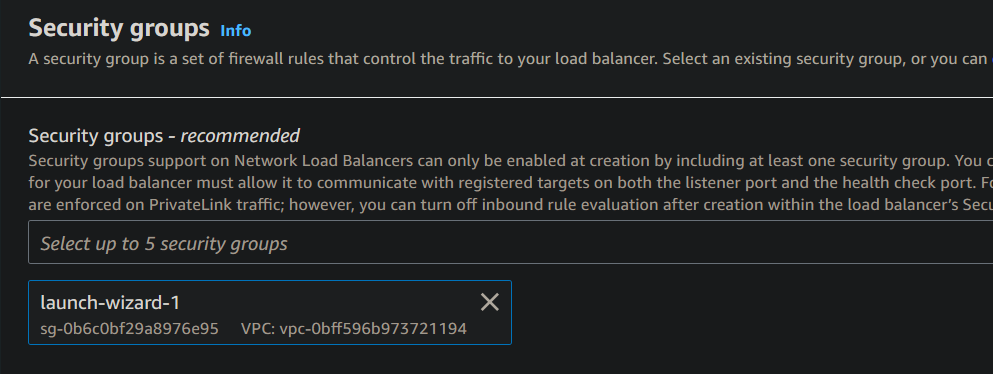 Security groups Info
A security group is a set of firewall rules that control the traffic to your load balancer. Select an existing security group, or you can
Security groups - recommended
Security groups support on Network Load Balancers can only be enabled at creation by including at least one security group. You
for your load balancer must allow it to communicate with registered targets on both the listener port and the health check port.
are enforced on PrivateLink traffic; however, you can turn off inbound rule evaluation after creation within the load balancer's
Select up to 5 security groups
launch-wizard-1
sg-0b6c0bf29a8976e95 VPC: vpc-0bff596b973721194